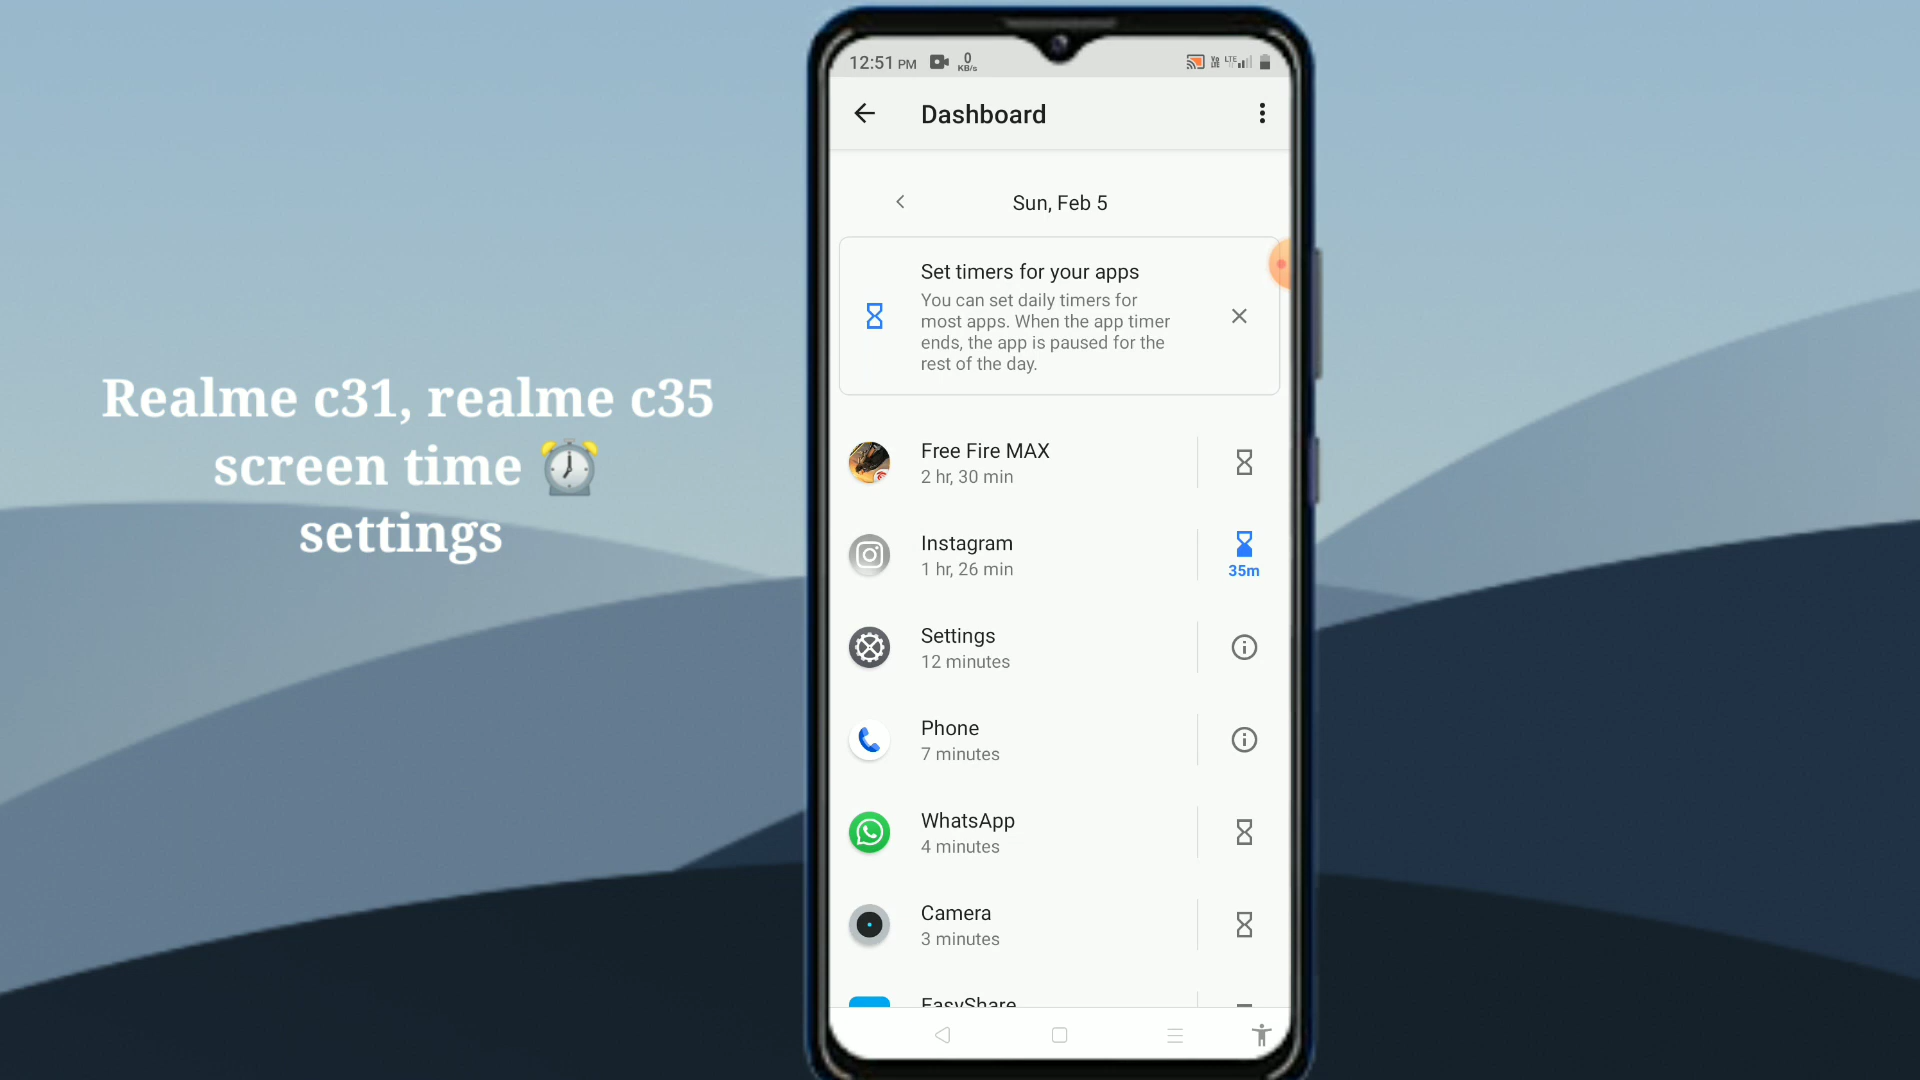 Realme c31, realme c35
screen time ⏰
settings
12:51 PM 0 KB/s LTE
Dashboard
Sun, Feb 5
Set timers for your apps
You can set daily timers for
most apps. When the app timer
ends, the app is paused for the
rest of the day.
Free Fire MAX
2 hr, 30 min
Instagram
1 hr, 26 min
35m
Settings
12 minutes
Phone
7 minutes
WhatsApp
4 minutes
Camera
3 minutes
EasyShare